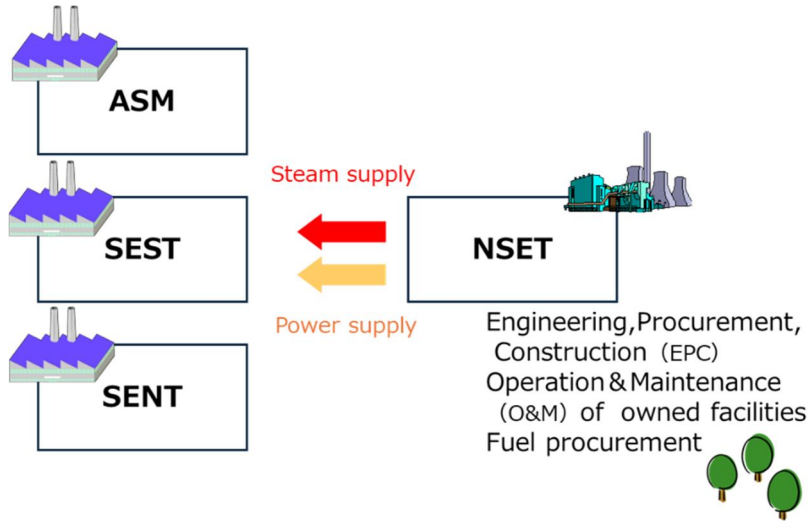 ASM
Steam supply
SEST
NSET
Power supply
SENT
Engineering,Procurement,
Construction（EPC）
Operation＆Maintenance
（O&M）of owned facilities
Fuel procurement